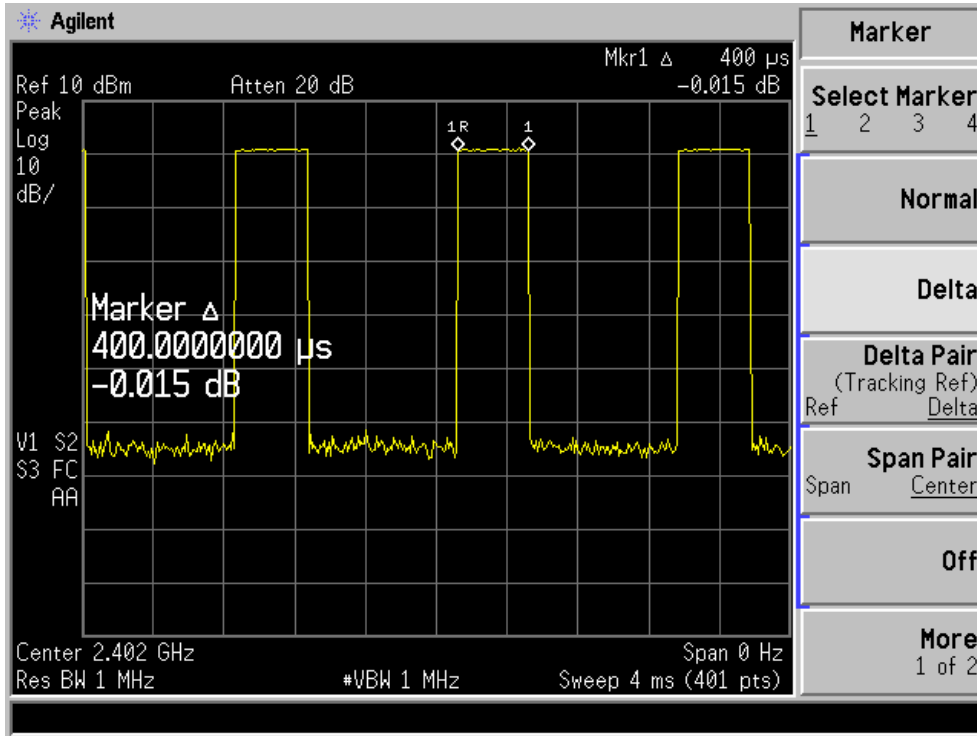 Agilent
Mkr1 Δ 400 µs
Ref 10 dBm Atten 20 dB -0.015 dB
Peak
Log
10
dB/
1R 1
Marker Δ
400.0000000 µs
-0.015 dB
V1 S2
S3 FC
AA
Center 2.402 GHz Span 0 Hz
Res BW 1 MHz #VBW 1 MHz Sweep 4 ms (401 pts)
Marker
Select Marker
1 2 3 4
Normal
Delta
Delta Pair
(Tracking Ref)
Ref Delta
Span Pair
Span Center
Off
More
1 of 2